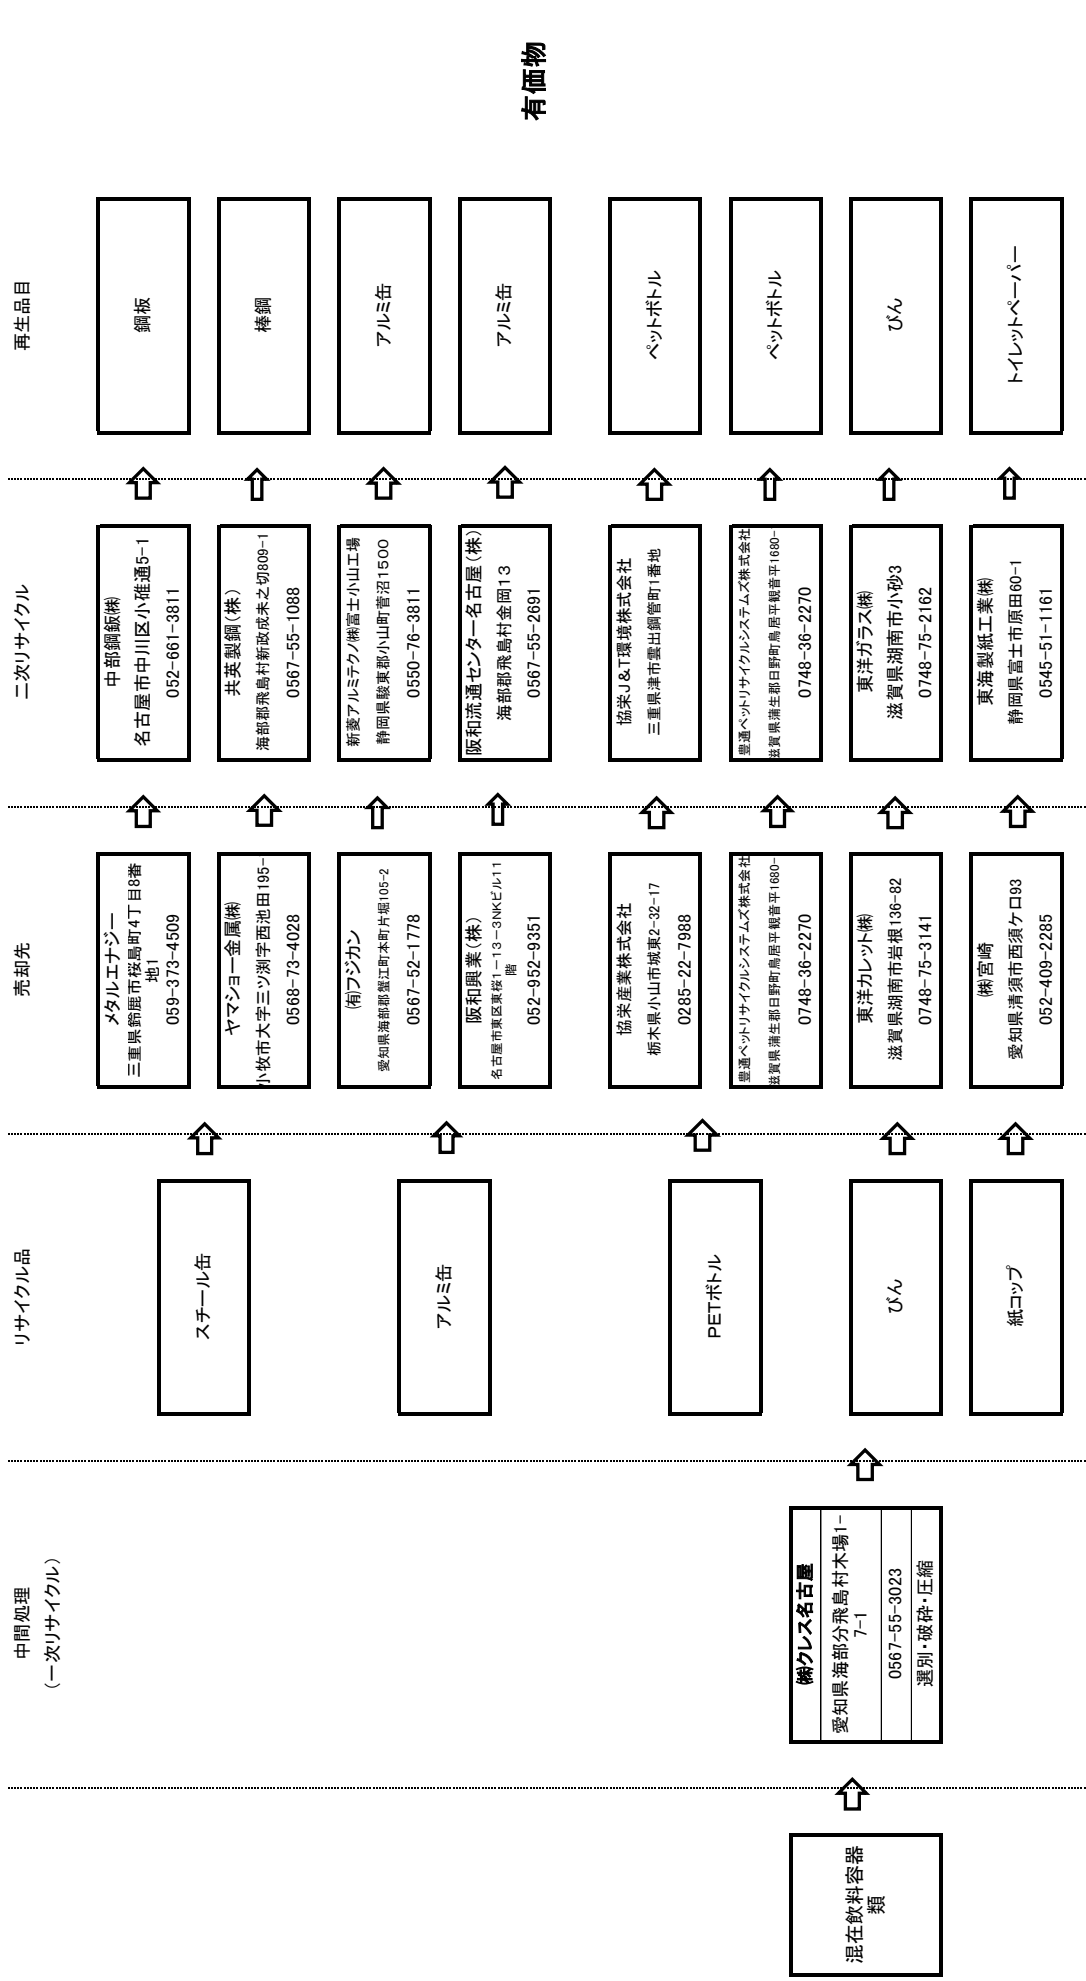 混在飲料容器
類
中間処理
（一次リサイクル）
㈱クレス名古屋
愛知県海部分飛島村木場1-
7-1
0567-55-3023
選別・破砕・圧縮
リサイクル品
スチール缶
アルミ缶
PETボトル
びん
紙コップ
売却先
メタルエナジー
三重県鈴鹿市桜島町4丁目8番
地1
059-373-4509
ヤマショー金属㈱
小牧市大字三ツ渕字西池田195-
0568-73-4028
㈲フジカン
愛知県海部郡蟹江町本町片堀105-2
0567-52-1778
阪和興業（株）
名古屋市東区東桜1－13－3NKビル11
階
052-952-9351
協栄産業株式会社
栃木県小山市城東2-32-17
0285-22-7988
豊通ペットリサイクルシステムズ株式会社
滋賀県蒲生郡日野町鳥居平観音平1680-
0748-36-2270
東洋カレット㈱
滋賀県湖南市岩根136-82
0748-75-3141
㈱宮崎
愛知県清須市西須ケ口93
052-409-2285
二次リサイクル
中部鋼鈑㈱
名古屋市中川区小碓通5-1
052-661-3811
共英製鋼（株）
海部郡飛島村新政成未之切809-1
0567-55-1088
新菱アルミテクノ㈱富士小山工場
静岡県駿東郡小山町菅沼1500
0550-76-3811
阪和流通センター名古屋（株）
海部郡飛島村金岡13
0567-55-2691
協栄J&T環境株式会社
三重県津市雲出鋼管町1番地
豊通ペットリサイクルシステムズ株式会社
滋賀県蒲生郡日野町鳥居平観音平1680-
0748-36-2270
東洋ガラス㈱
滋賀県湖南市小砂3
0748-75-2162
東海製紙工業㈱
静岡県富士市原田60-1
0545-51-1161
再生品目
鋼板
棒鋼
アルミ缶
アルミ缶
ペットボトル
ペットボトル
びん
トイレットペーパー
有価物